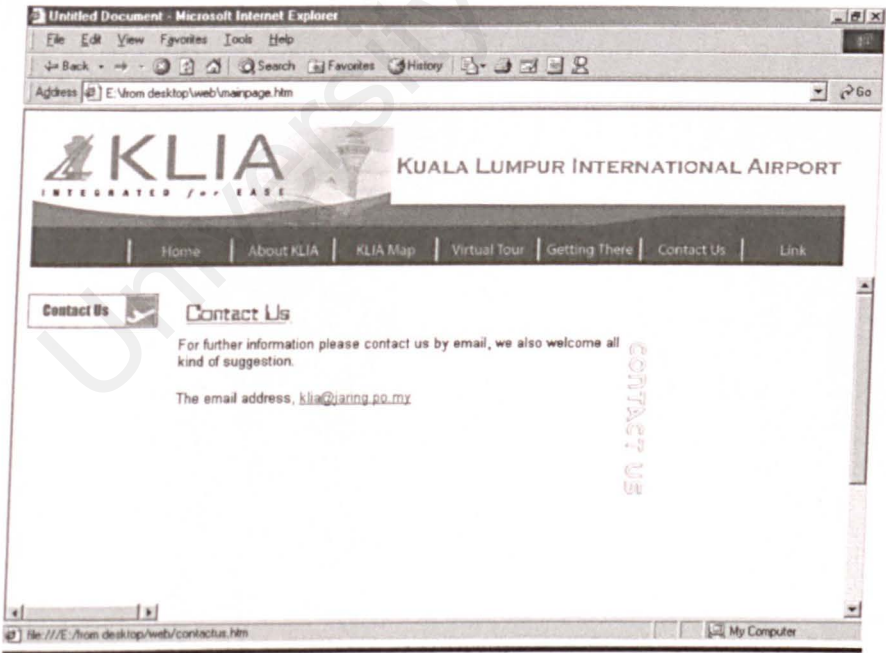 Untitled Document - Microsoft Internet Explorer
File Edit View Favorites Tools Help
Back Search Favorites History
Address E:\from desktop\web\mainpage.htm Go
KLIA
INTEGRATED for EASE
KUALA LUMPUR INTERNATIONAL AIRPORT
Home About KLIA KLIA Map Virtual Tour Getting There Contact Us Link
Contact Us
Contact Us
For further information please contact us by email, we also welcome all
kind of suggestion.
The email address, klia@jaring.po.my
CONTACT US
file:///E:/from desktop/web/contactus.htm My Computer
University